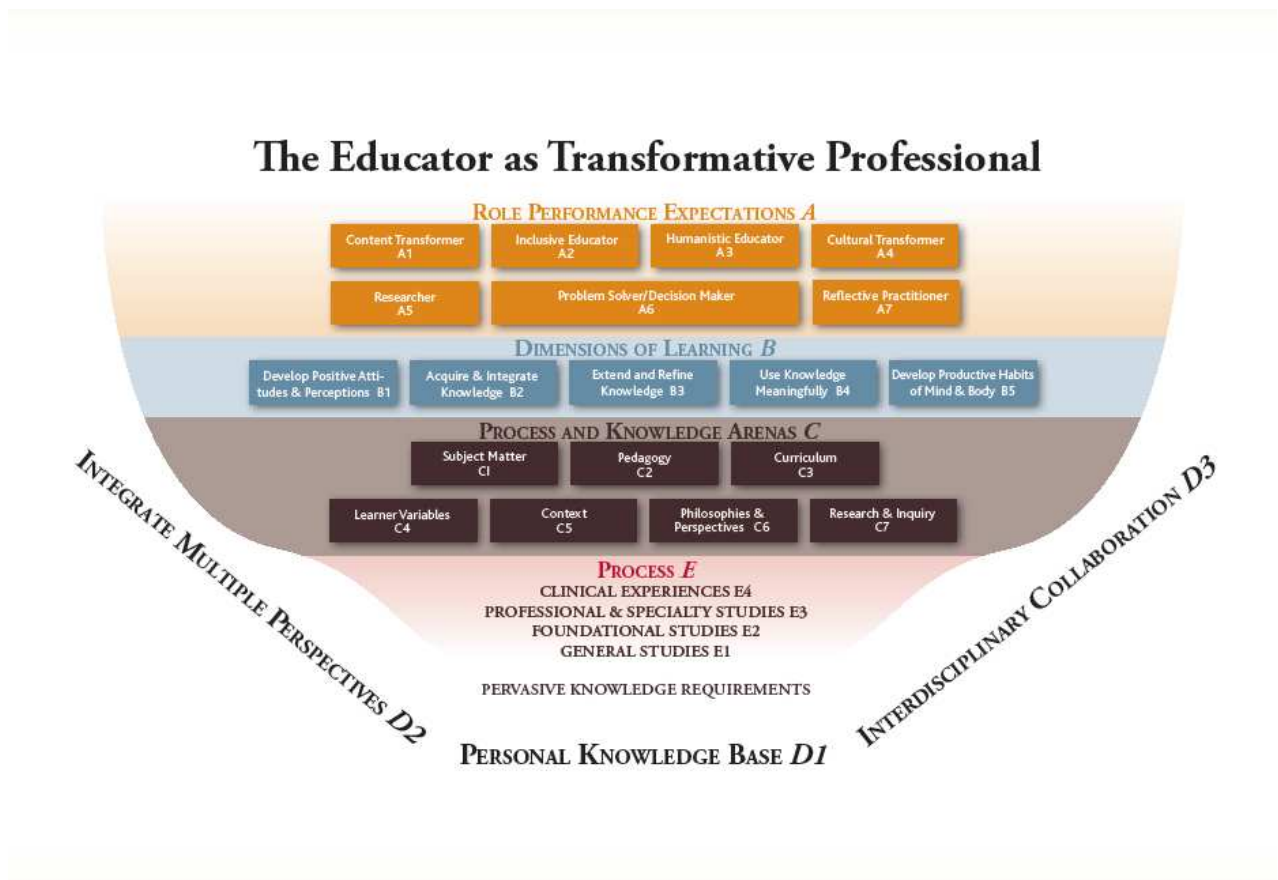 The Educator as Transformative Professional
ROLE PERFORMANCE EXPECTATIONS A
Content Transformer
A1
Inclusive Educator
A2
Humanistic Educator
A3
Cultural Transformer
A4
Researcher
A5
Problem Solver/Decision Maker
A6
Reflective Practitioner
A7
DIMENSIONS OF LEARNING B
Develop Positive Atti-
tudes & Perceptions B1
Acquire & Integrate
Knowledge B2
Extend and Refine
Knowledge B3
Use Knowledge
Meaningfully B4
Develop Productive Habits
of Mind & Body B5
PROCESS AND KNOWLEDGE ARENAS C
Subject Matter
C1
Pedagogy
C2
Curriculum
C3
Learner Variables
C4
Context
C5
Philosophies &
Perspectives C6
Research & Inquiry
C7
PROCESS E
CLINICAL EXPERIENCES E4
PROFESSIONAL & SPECIALTY STUDIES E3
FOUNDATIONAL STUDIES E2
GENERAL STUDIES E1
PERVASIVE KNOWLEDGE REQUIREMENTS
INTEGRATE MULTIPLE PERSPECTIVES D2
PERSONAL KNOWLEDGE BASE D1
INTERDISCIPLINARY COLLABORATION D3